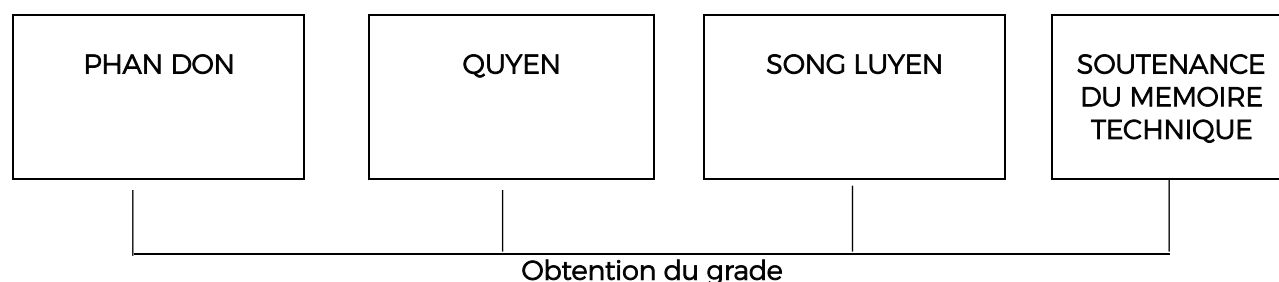 PHAN DON
QUYEN
SONG LUYEN
SOUTENANCE
DU MEMOIRE
TECHNIQUE
Obtention du grade